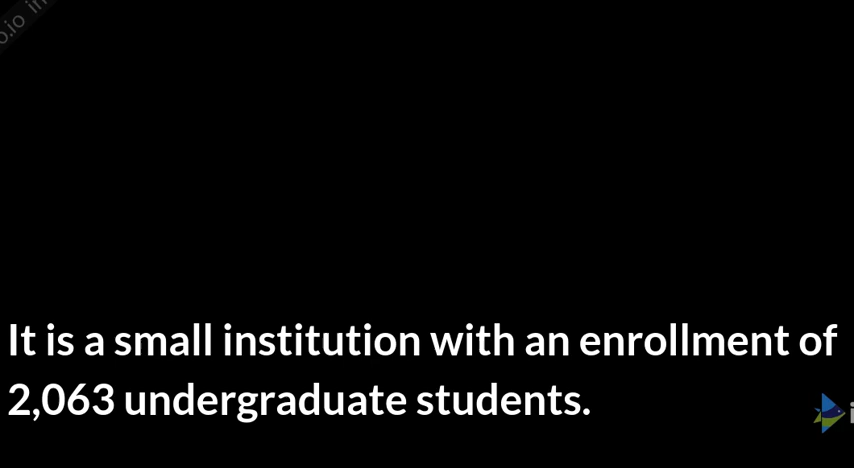 It is a small institution with an enrollment of
2,063 undergraduate students.